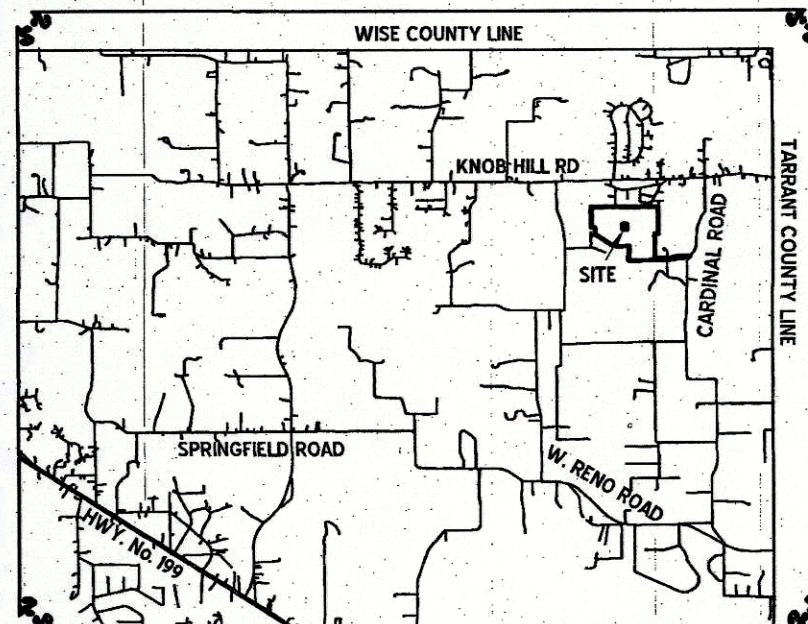 WISE COUNTY LINE
KNOB HILL RD
TARRANT COUNTY LINE
CARDINAL ROAD
SITE
SPRINGFIELD ROAD
W. RENO ROAD
HWY. No. 199